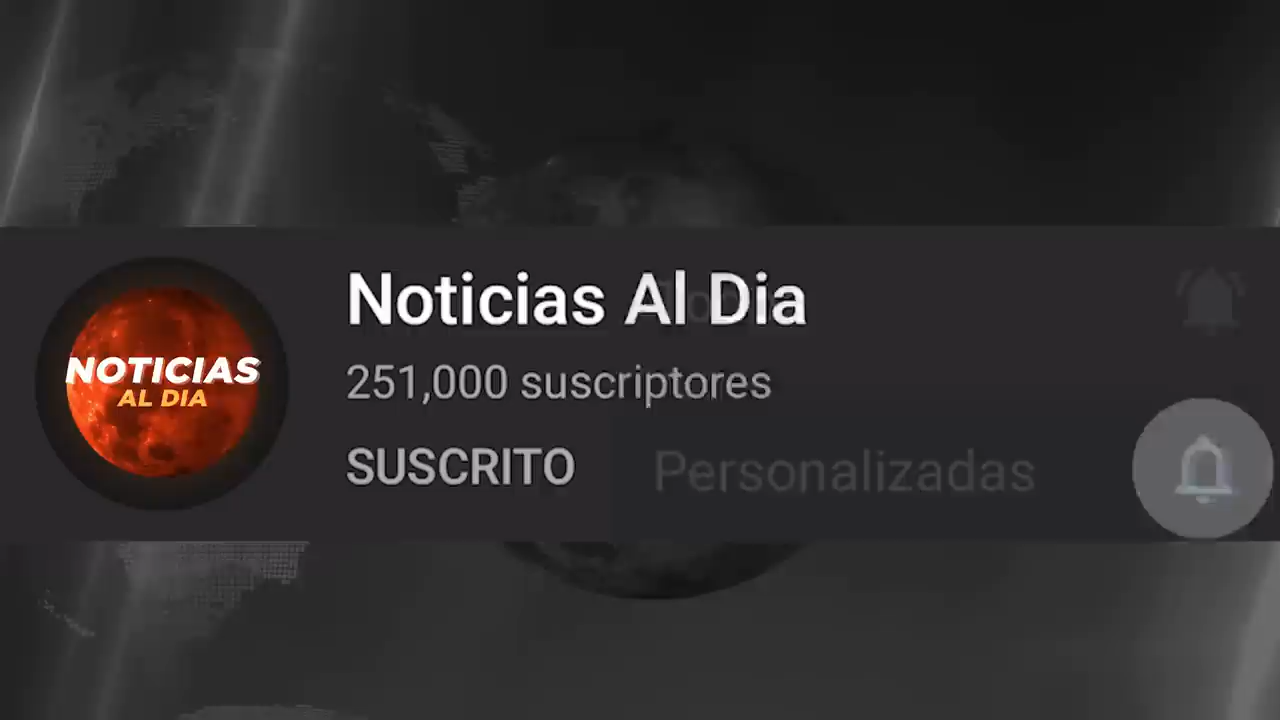 NOTICIAS
AL DIA
Noticias Al Dia
251,000 suscriptores
SUSCRITO
Personalizadas